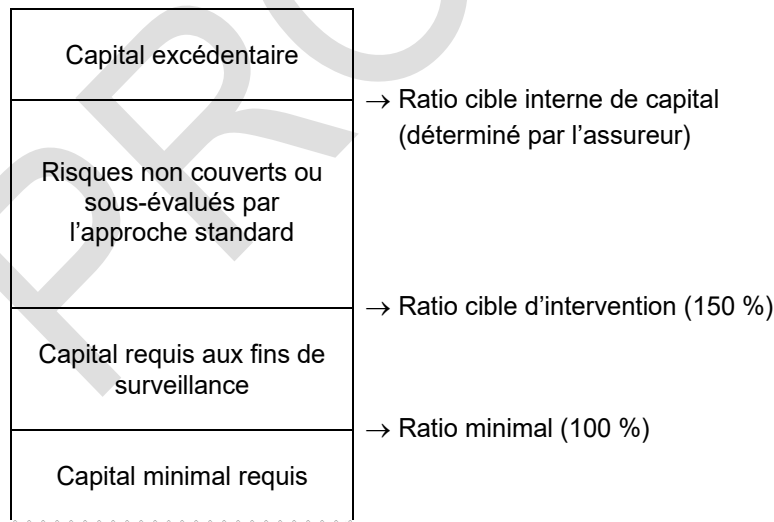 Capital excédentaire
→ Ratio cible interne de capital
(déterminé par l’assureur)
Risques non couverts ou
sous-évalués par
l’approche standard
→ Ratio cible d’intervention (150 %)
Capital requis aux fins de
surveillance
→ Ratio minimal (100 %)
Capital minimal requis